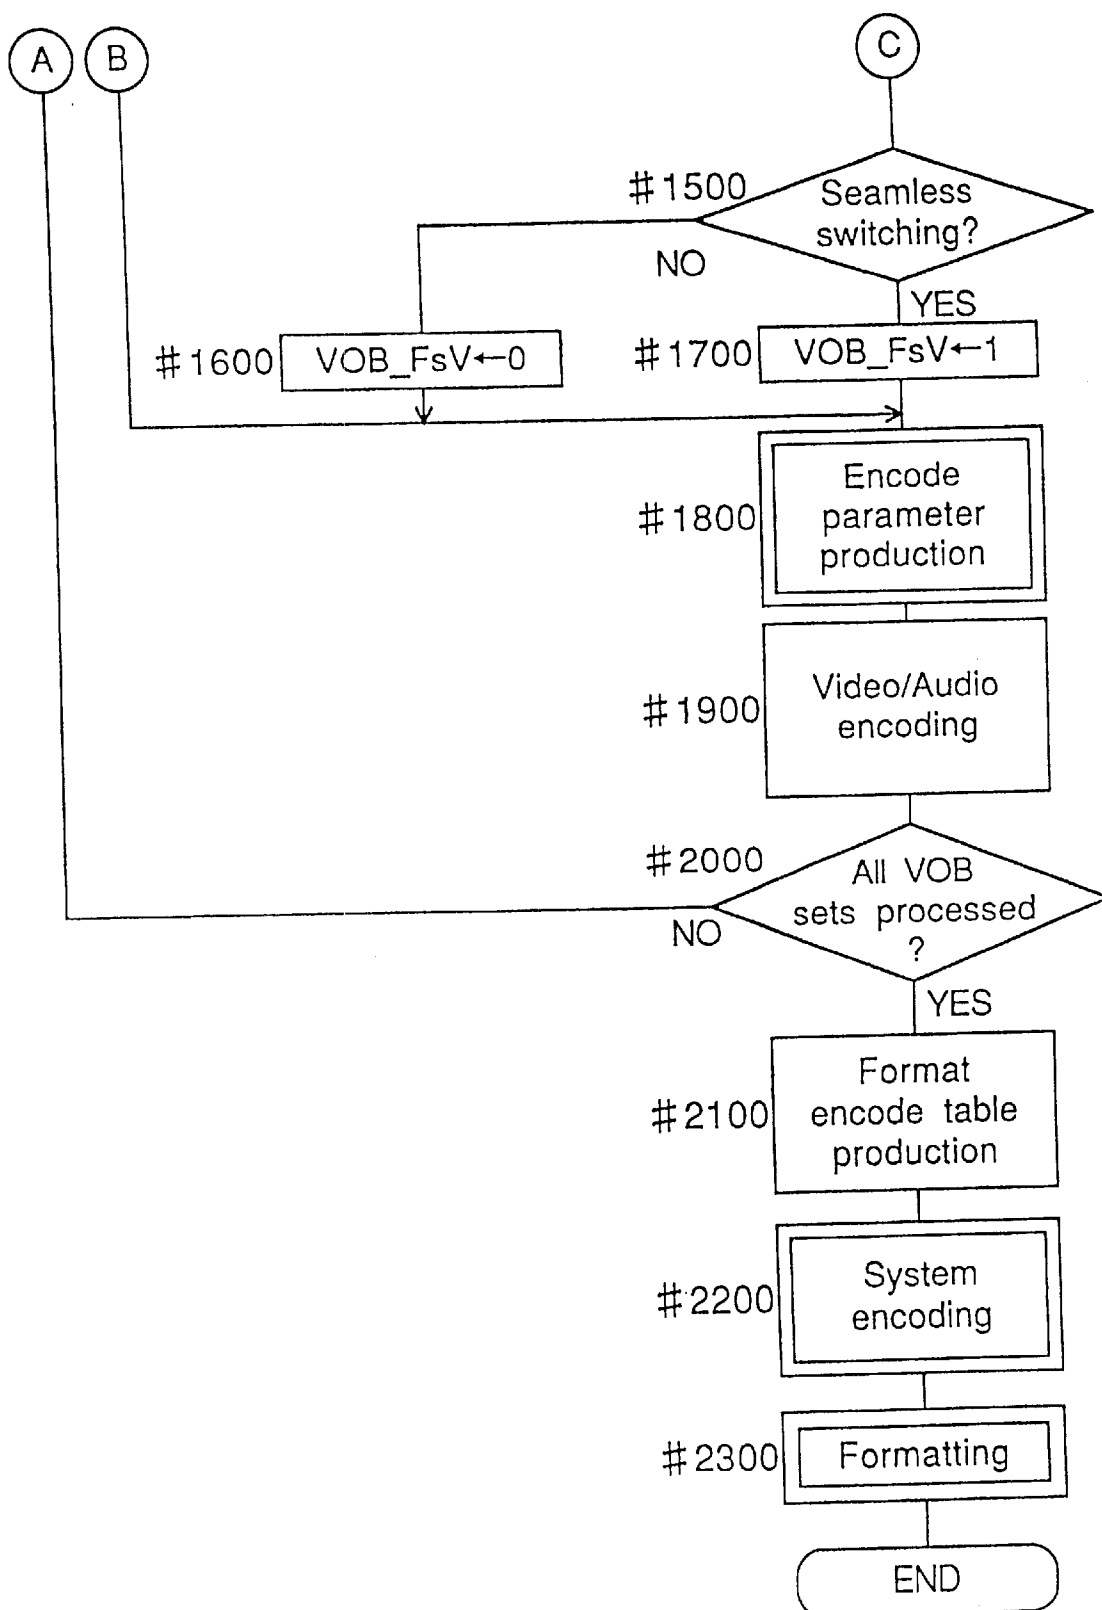 A B C
#1500 Seamless
switching?
NO
YES
#1600 VOB_FsV←0
#1700 VOB_FsV←1
#1800
Encode
parameter
production
#1900
Video/Audio
encoding
#2000
All VOB
sets processed
?
NO
YES
#2100
Format
encode table
production
#2200
System
encoding
#2300 Formatting
END